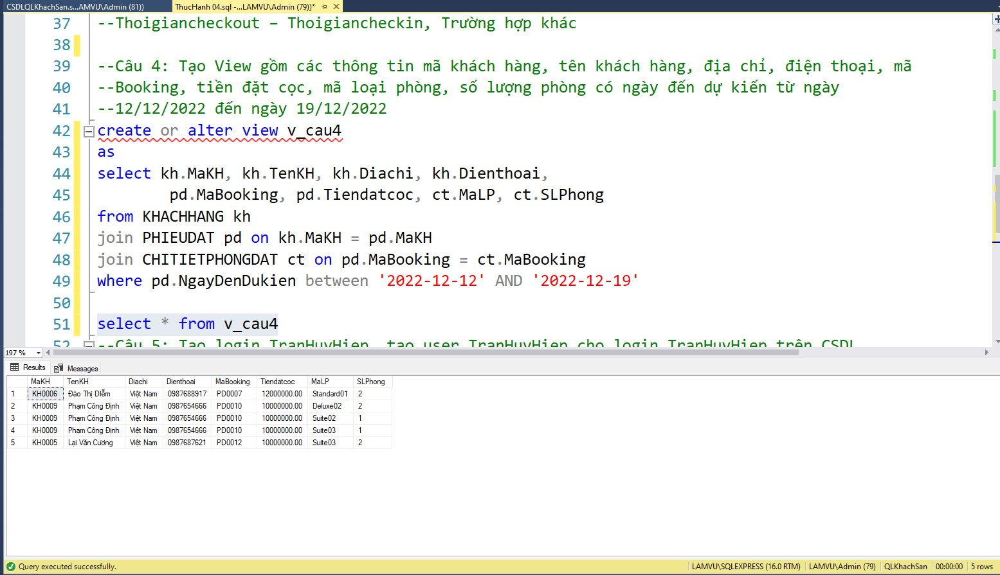 CSDLQLKhachSan.s...AMVU\Admin (81))
ThucHanh 04.sql -...LAMVU\Admin (79))*
37 --Thoigiancheckout – Thoigiancheckin, Trường hợp khác
38
39 --Câu 4: Tạo View gồm các thông tin mã khách hàng, tên khách hàng, địa chỉ, điện thoại, mã
40 --Booking, tiền đặt cọc, mã loại phòng, số lượng phòng có ngày đến dự kiến từ ngày
41 --12/12/2022 đến ngày 19/12/2022
42 create or alter view v_cau4
43 as
44 select kh.MaKH, kh.TenKH, kh.Diachi, kh.Dienthoai,
45 pd.MaBooking, pd.Tiendatcoc, ct.MaLP, ct.SLPhong
46 from KHACHHANG kh
47 join PHIEUDAT pd on kh.MaKH = pd.MaKH
48 join CHITIETPHONGDAT ct on pd.MaBooking = ct.MaBooking
49 where pd.NgayDenDukien between '2022-12-12' AND '2022-12-19'
50
51 select * from v_cau4
52 --Câu 5: Tạo login TranHuyHiep, tạo user TranHuyHiep cho login TranHuyHiep trên CSDL
197 %
Results Messages
MaKH TenKH Diachi Dienthoai MaBooking Tiendatcoc MaLP SLPhong
1 KH0006 Đào Thị DIễm Việt Nam 0987688917 PD0007 12000000.00 Standard01 2
2 KH0009 Phạm Công Định Việt Nam 0987654666 PD0010 10000000.00 Deluxe02 2
3 KH0009 Phạm Công Định Việt Nam 0987654666 PD0010 10000000.00 Suite02 1
4 KH0009 Phạm Công Định Việt Nam 0987654666 PD0010 10000000.00 Suite03 1
5 KH0005 Lại Văn Cương Việt Nam 0987687621 PD0012 10000000.00 Suite03 2
Query executed successfully.
LAMVU\SQLEXPRESS (16.0 RTM) LAMVU\Admin (79) QLKhachSan 00:00:00 5 rows